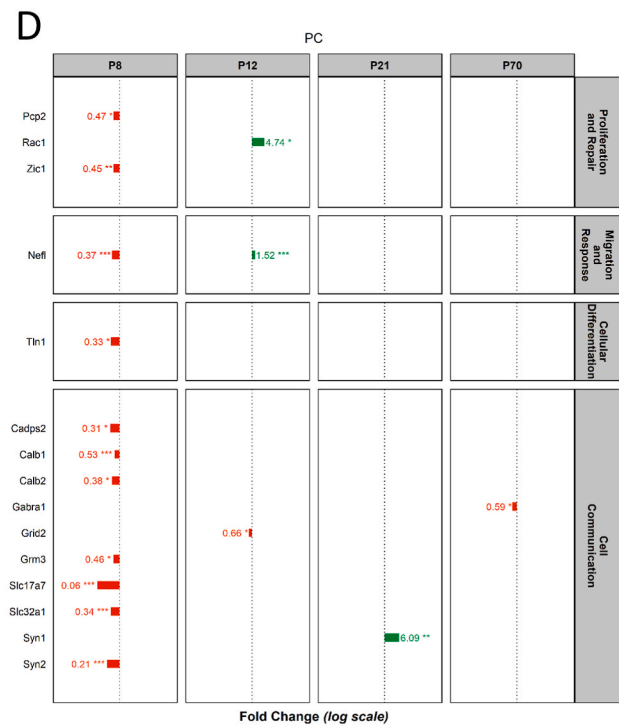 D
PC
P8 P12 P21 P70
Pcp2 0.47 *
Rac1 4.74 *
Zic1 0.45 **
Proliferation
and Repair
Nefl 0.37 *** 1.52 ***
Migration
and
Response
Tln1 0.33 *
Cellular
Differentiation
Cadps2 0.31 *
Calb1 0.53 ***
Calb2 0.38 *
Gabra1 0.59 *
Grid2 0.66 *
Grm3 0.46 *
Slc17a7 0.06 ***
Slc32a1 0.34 ***
Syn1 6.09 **
Syn2 0.21 ***
Cell
Communication
Fold Change (log scale)